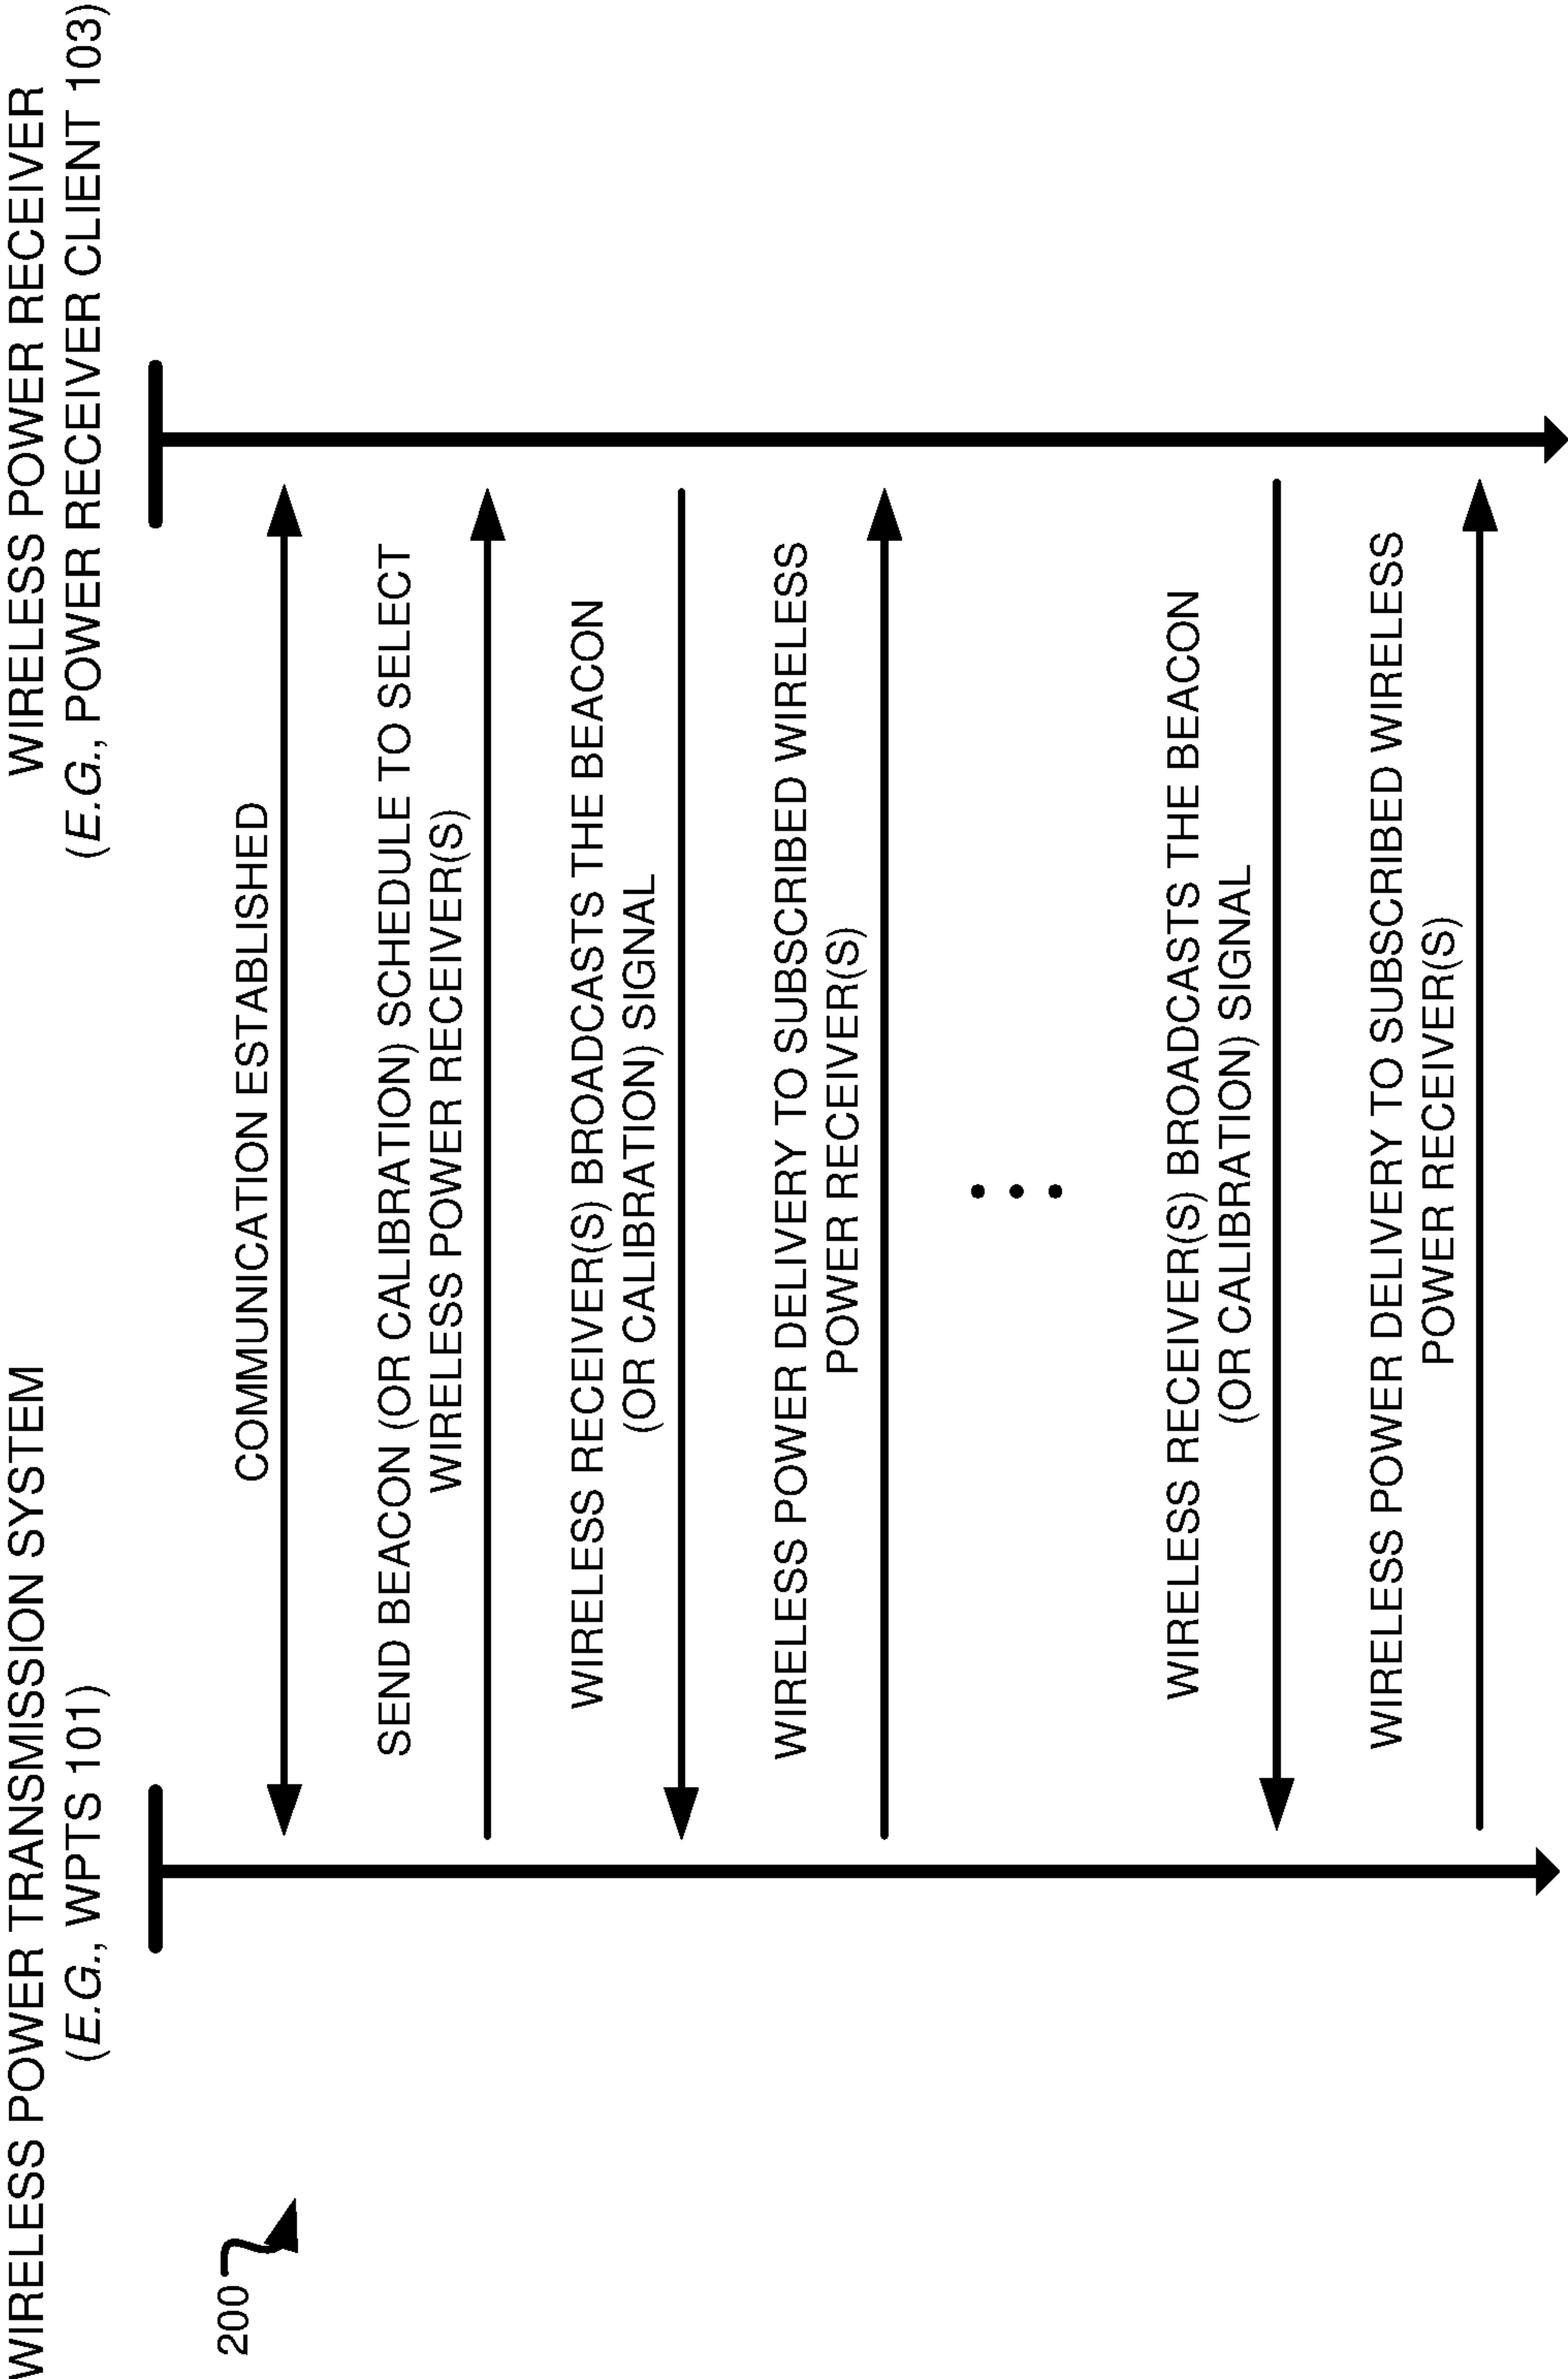 WIRELESS POWER TRANSMISSION SYSTEM
(E.G., WPTS 101)
WIRELESS POWER RECEIVER
(E.G., POWER RECEIVER CLIENT 103)
200
COMMUNICATION ESTABLISHED
SEND BEACON (OR CALIBRATION) SCHEDULE TO SELECT
WIRELESS POWER RECEIVER(S)
WIRELESS RECEIVER(S) BROADCASTS THE BEACON
(OR CALIBRATION) SIGNAL
WIRELESS POWER DELIVERY TO SUBSCRIBED WIRELESS
POWER RECEIVER(S)
WIRELESS RECEIVER(S) BROADCASTS THE BEACON
(OR CALIBRATION) SIGNAL
WIRELESS POWER DELIVERY TO SUBSCRIBED WIRELESS
POWER RECEIVER(S)